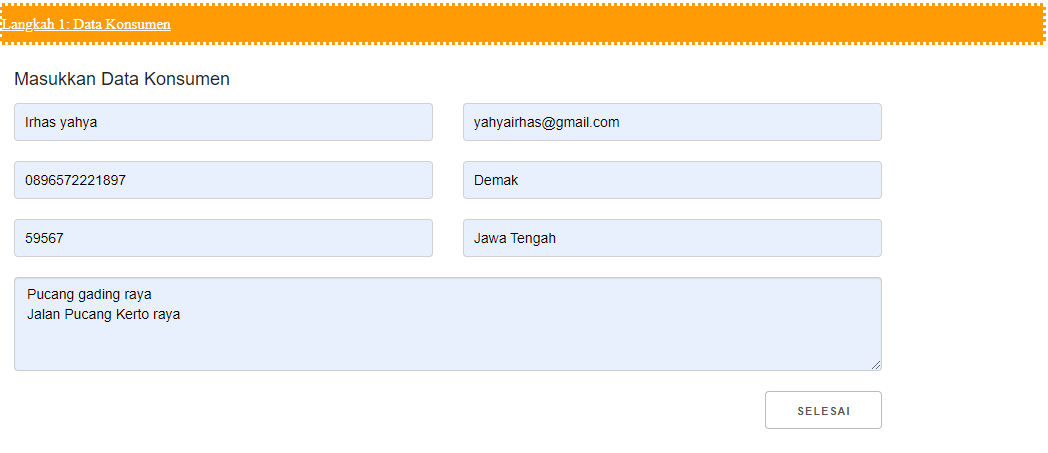 Langkah 1: Data Konsumen
Masukkan Data Konsumen
Irhas yahya
yahyairhas@gmail.com
0896572221897
Demak
59567
Jawa Tengah
Pucang gading raya
Jalan Pucang Kerto raya
SELESAI